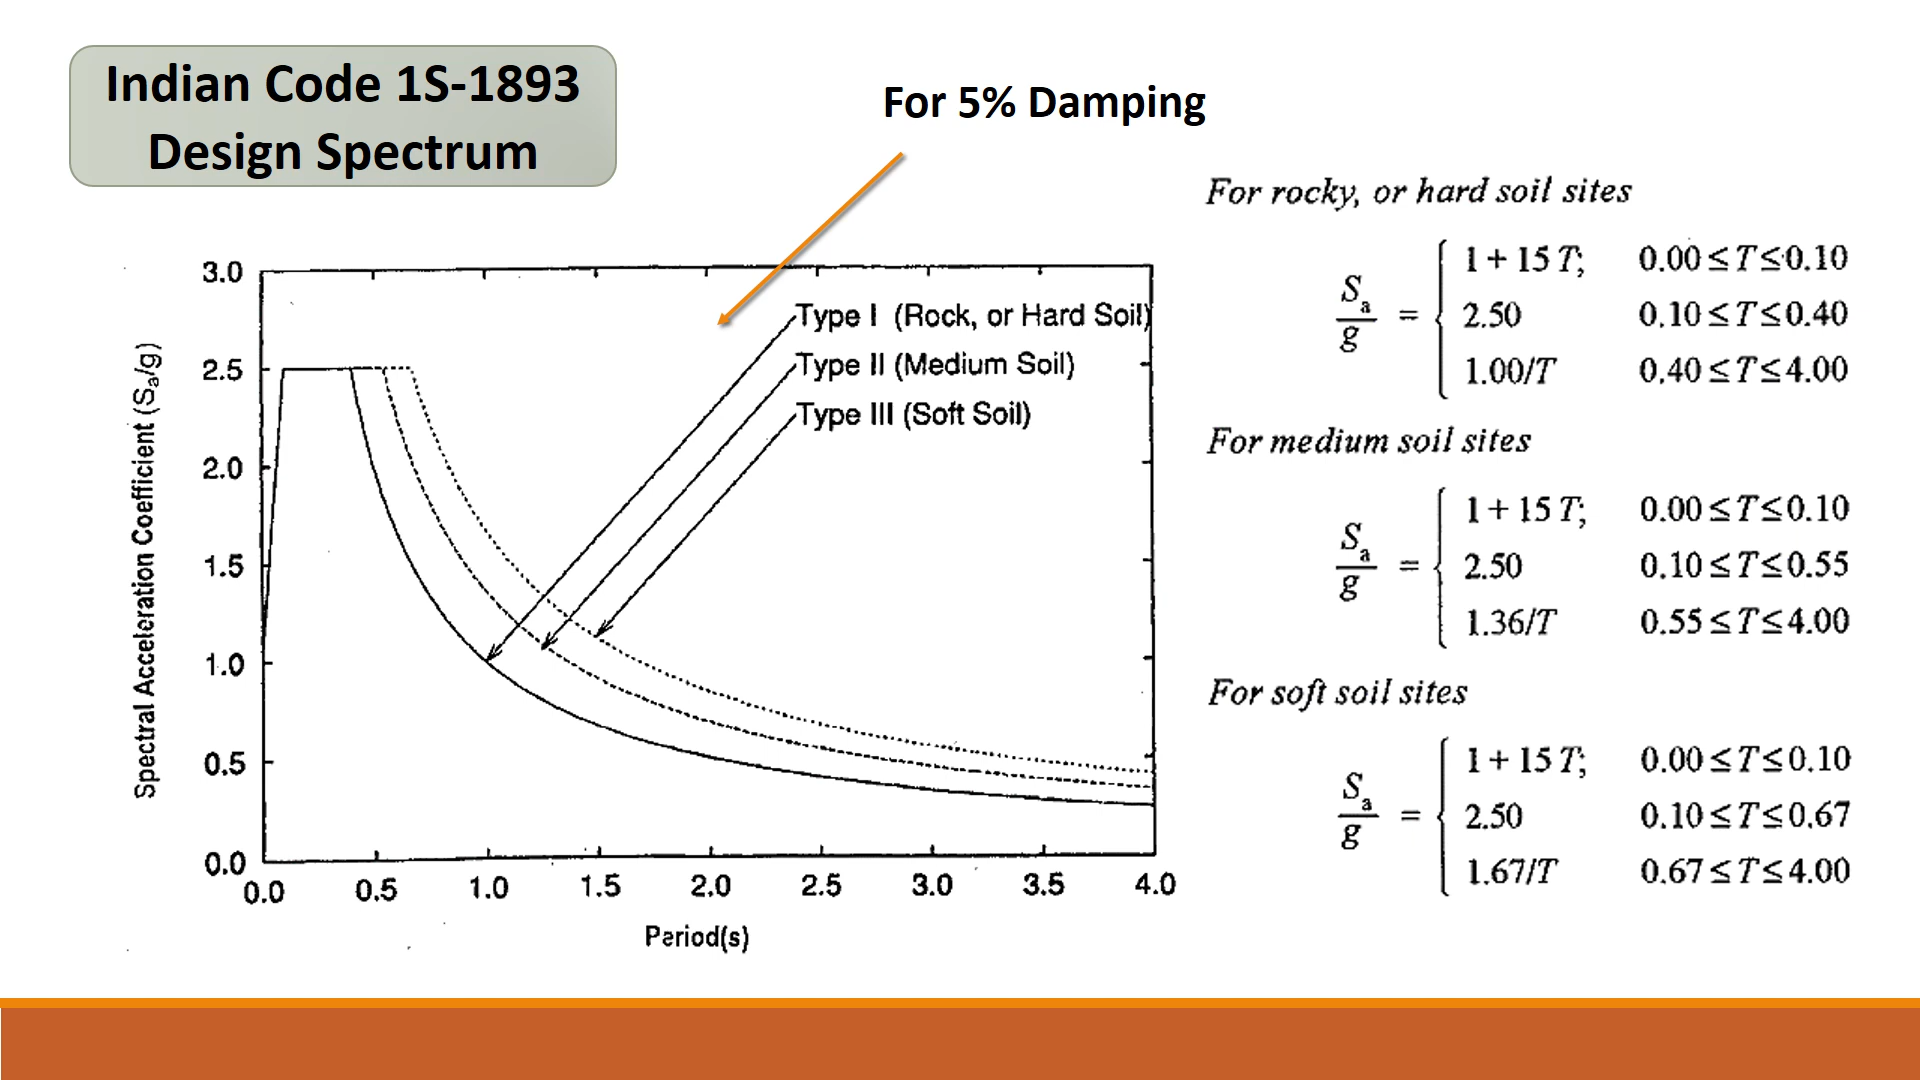 Indian Code 1S-1893
Design Spectrum
For 5% Damping
3.0
2.5
2.0
1.5
1.0
0.5
0.0
Spectral Acceleration Coefficient (Sa/g)
Type I (Rock, or Hard Soil)
Type II (Medium Soil)
Type III (Soft Soil)
0.0 0.5 1.0 1.5 2.0 2.5 3.0 3.5 4.0
Period(s)
For rocky, or hard soil sites
Sa/g = { 1 + 15 T; 0.00 ≤ T ≤ 0.10
2.50 0.10 ≤ T ≤ 0.40
1.00/T 0.40 ≤ T ≤ 4.00
For medium soil sites
Sa/g = { 1 + 15 T; 0.00 ≤ T ≤ 0.10
2.50 0.10 ≤ T ≤ 0.55
1.36/T 0.55 ≤ T ≤ 4.00
For soft soil sites
Sa/g = { 1 + 15 T; 0.00 ≤ T ≤ 0.10
2.50 0.10 ≤ T ≤ 0.67
1.67/T 0.67 ≤ T ≤ 4.00